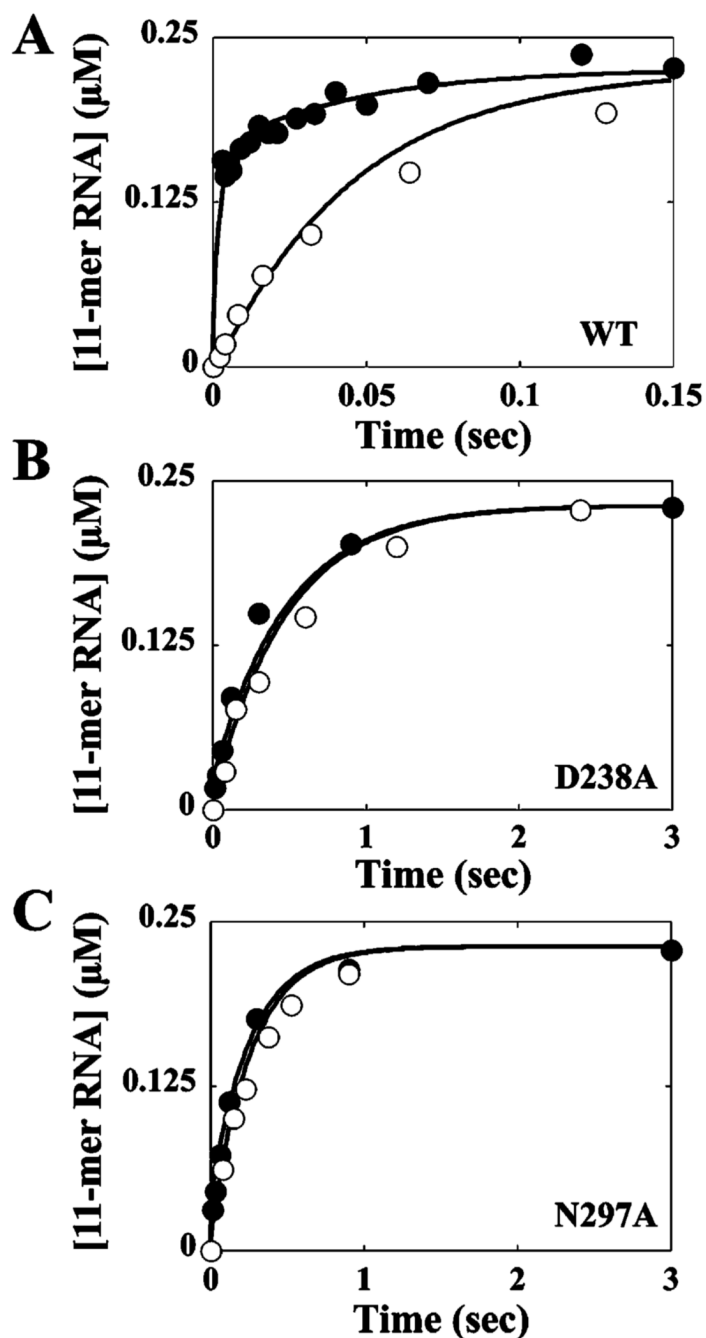 A
[11-mer RNA] (µM)
0.25
0.125
0
WT
0 0.05 0.1 0.15
Time (sec)
B
[11-mer RNA] (µM)
0.25
0.125
0
D238A
0 1 2 3
Time (sec)
C
[11-mer RNA] (µM)
0.25
0.125
0
N297A
0 1 2 3
Time (sec)